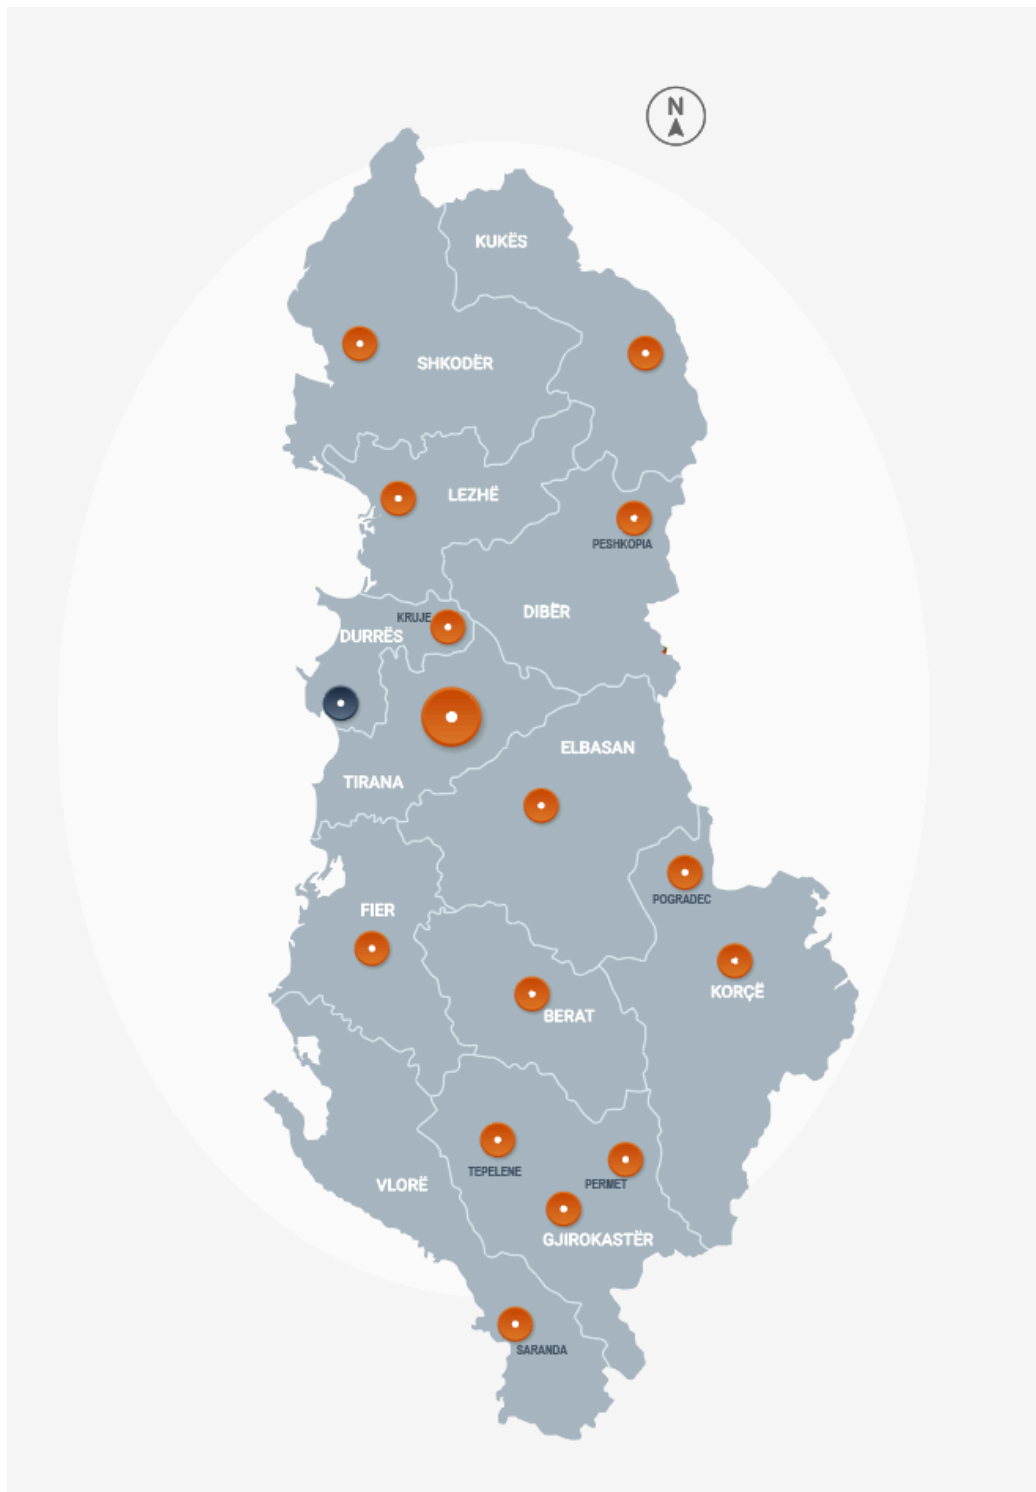 N
KUKËS
SHKODËR
LEZHË
PESHKOPIA
DIBËR
KRUJE
DURRËS
ELBASAN
TIRANA
POGRADEC
FIER
KORÇË
BERAT
TEPELENE
PERMET
VLORË
GJIROKASTËR
SARANDA